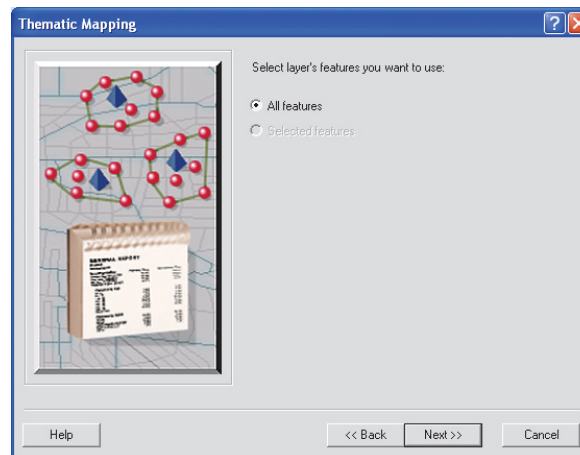 Thematic Mapping
Select layer's features you want to use:
All features
Selected features
Help
<< Back
Next >>
Cancel